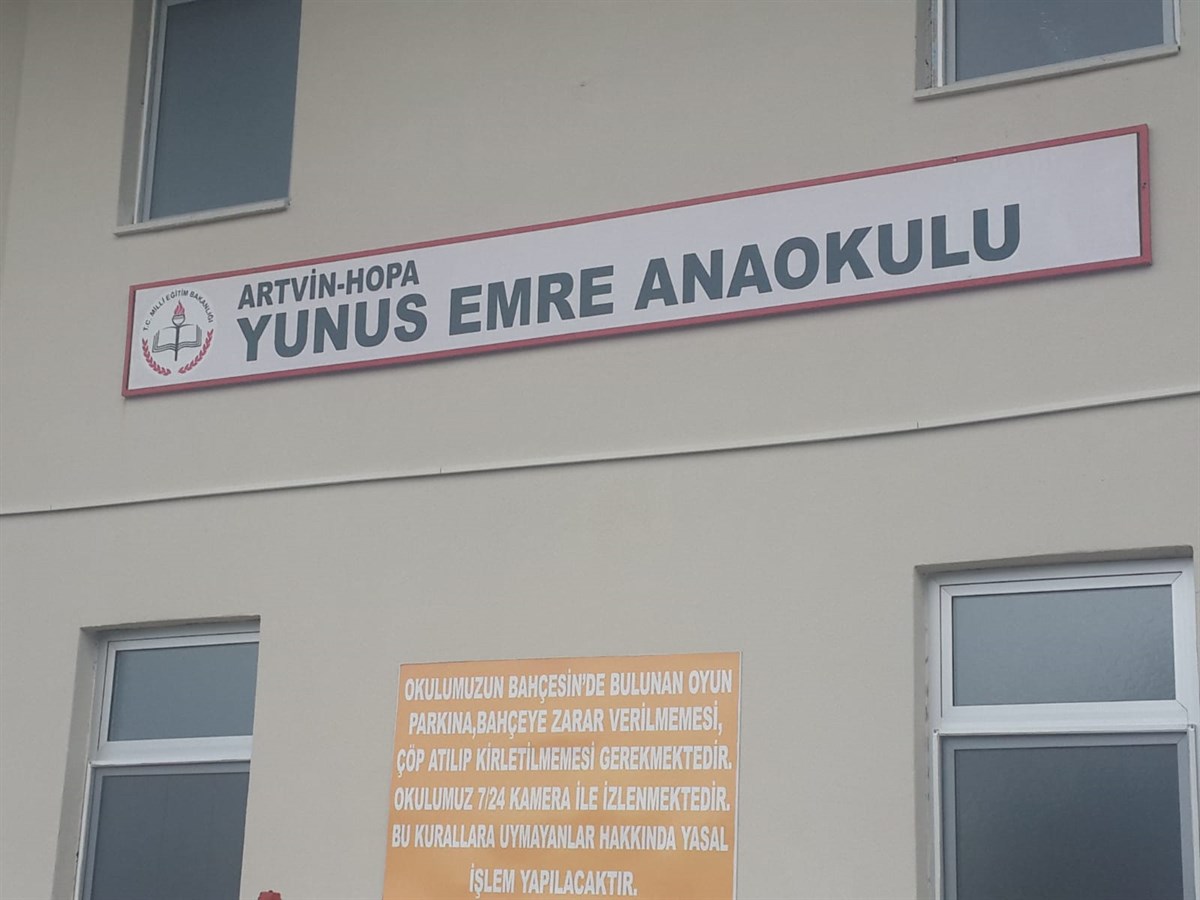 ARTVİN-HOPA
YUNUS EMRE ANAOKULU
T.C. MİLLİ EĞİTİM BAKANLIĞI
OKULUMUZUN BAHÇESİN'DE BULUNAN OYUN
PARKINA,BAHÇEYE ZARAR VERİLMEMESİ,
ÇÖP ATILIP KİRLETİLMEMESİ GEREKMEKTEDİR.
OKULUMUZ 7/24 KAMERA İLE İZLENMEKTEDİR.
BU KURALLARA UYMAYANLAR HAKKINDA YASAL
İŞLEM YAPILACAKTIR.